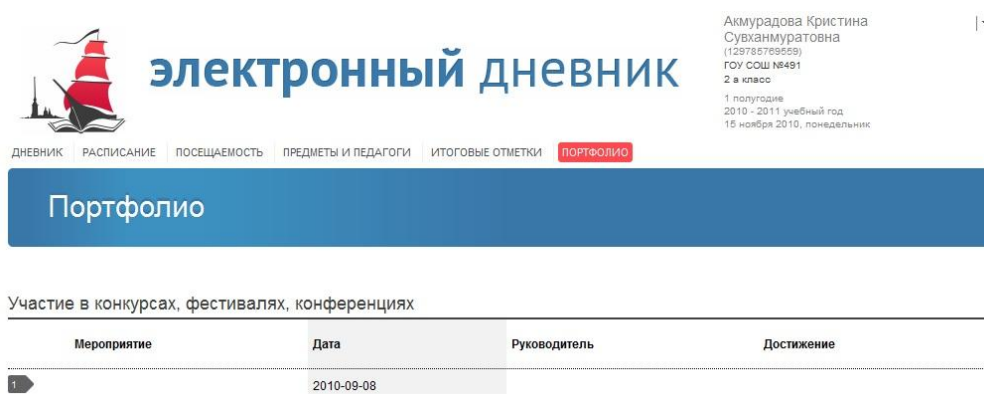 электронный дневник
Акмурадова Кристина
Сувханмуратовна
(129785769559)
ГОУ СОШ №491
2 а класс
1 полугодие
2010 - 2011 учебный год
15 ноября 2010, понедельник
ДНЕВНИК РАСПИСАНИЕ ПОСЕЩАЕМОСТЬ ПРЕДМЕТЫ И ПЕДАГОГИ ИТОГОВЫЕ ОТМЕТКИ ПОРТФОЛИО
Портфолио
Участие в конкурсах, фестивалях, конференциях
Мероприятие Дата Руководитель Достижение
1 2010-09-08